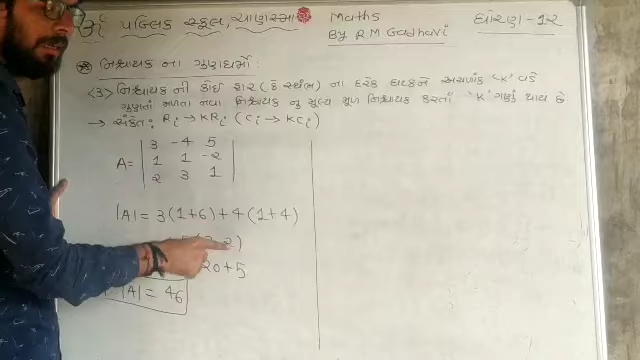 પબ્લિક સ્કૂલ, ચાણસ્મા
Maths
By R.M Gadhavi
ધોરણ - 12
* નિશ્ચાયક ના ગુણધર્મો :
<3> નિશ્ચાયક ની કોઈ હાર (કે સ્થંભ) ના દરેક ઘટકને અચળાંક 'K' વડે
ગુણતાં મળતા નવા નિશ્ચાયક નુ મૂલ્ય મૂળ નિશ્ચાયક કરતાં 'K' ગણું થાય છે
→ સંકેત: Ri → KRi (Ci → KCi)
A = | 3 -4 5 |
| 1 1 -2 |
| 2 3 1 |
|A| = 3(1+6) + 4(1+4)
20 + 5
|A| = 46